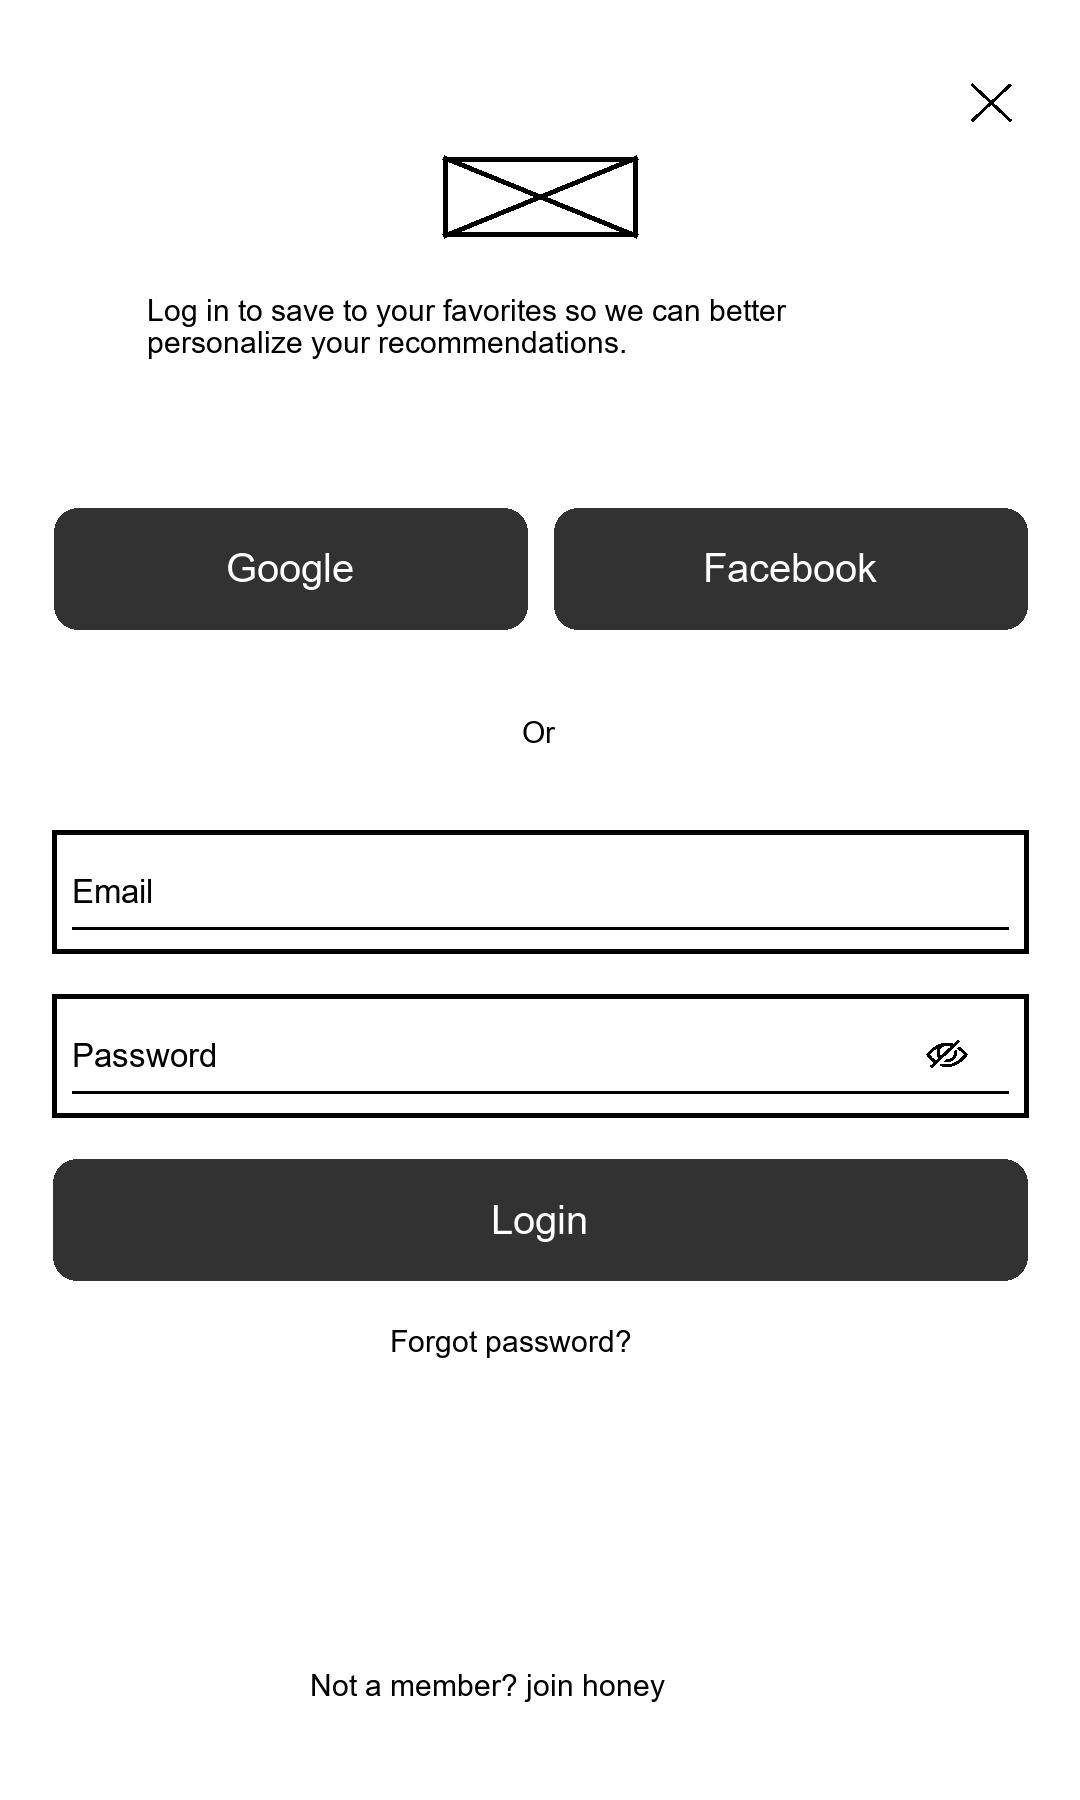 Log in to save to your favorites so we can better
personalize your recommendations.
Google
Facebook
Or
Email
Password
Login
Forgot password?
Not a member? join honey